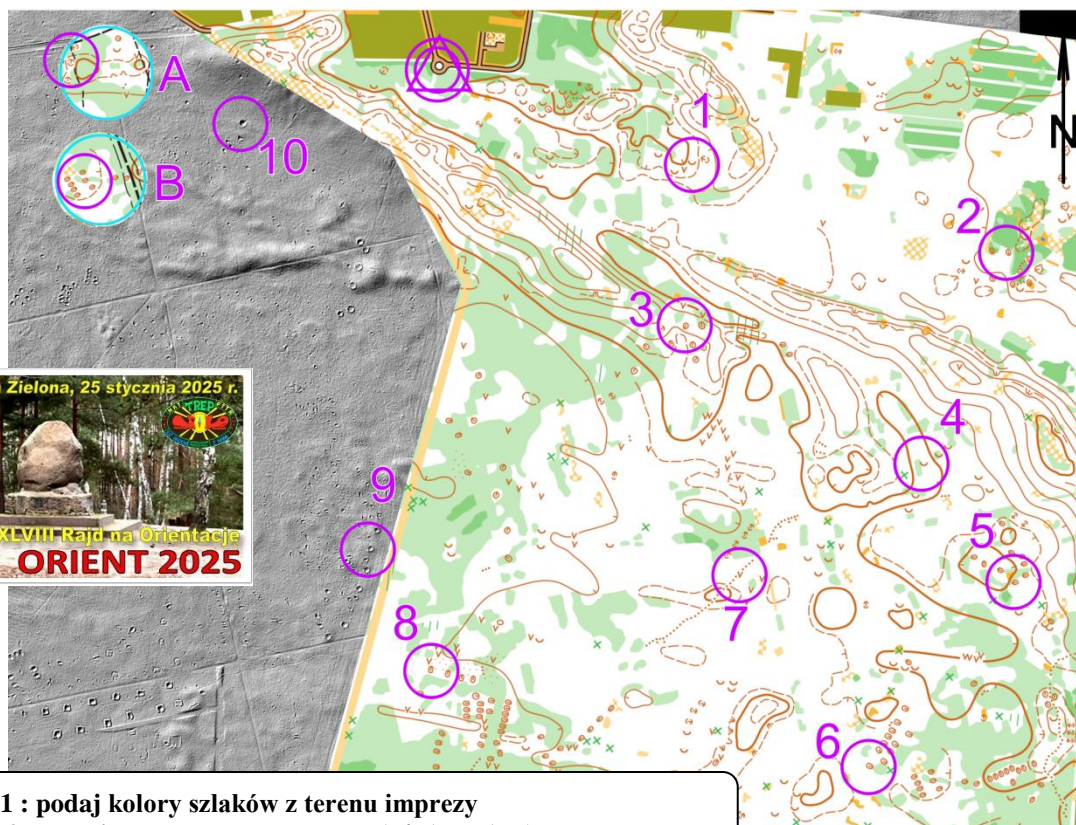 A
B
10
1
2
N
3
4
Zielona, 25 stycznia 2025 r.
TREP
XLVIII Rajd na Orientację
ORIENT 2025
9
5
8
7
6
1 : podaj kolory szlaków z terenu imprezy